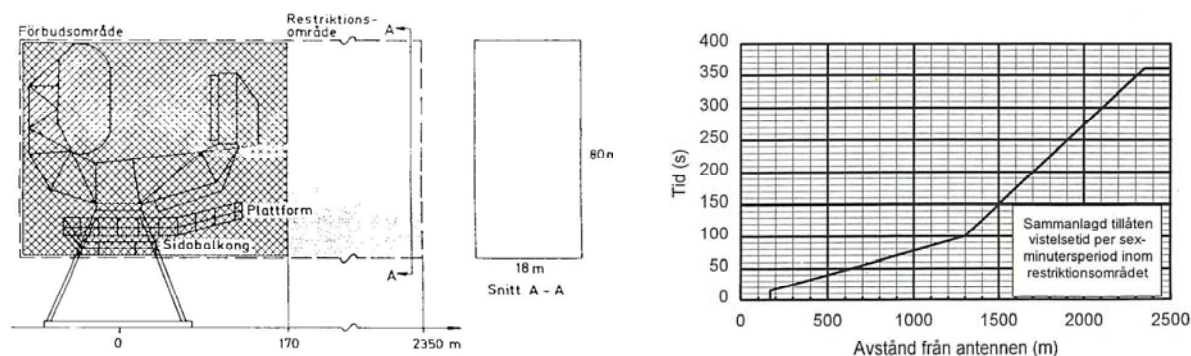 Förbudsområde
Restriktions-
område
A
A
Plattform
Sidobalkong
0
170
2350 m
80 m
18 m
Snitt A - A
400
350
300
250
200
150
100
50
0
Tid (s)
Sammanlagd tillåten
vistelsetid per sex-
minutersperiod inom
restriktionsområdet
0 500 1000 1500 2000 2500
Avstånd från antennen (m)